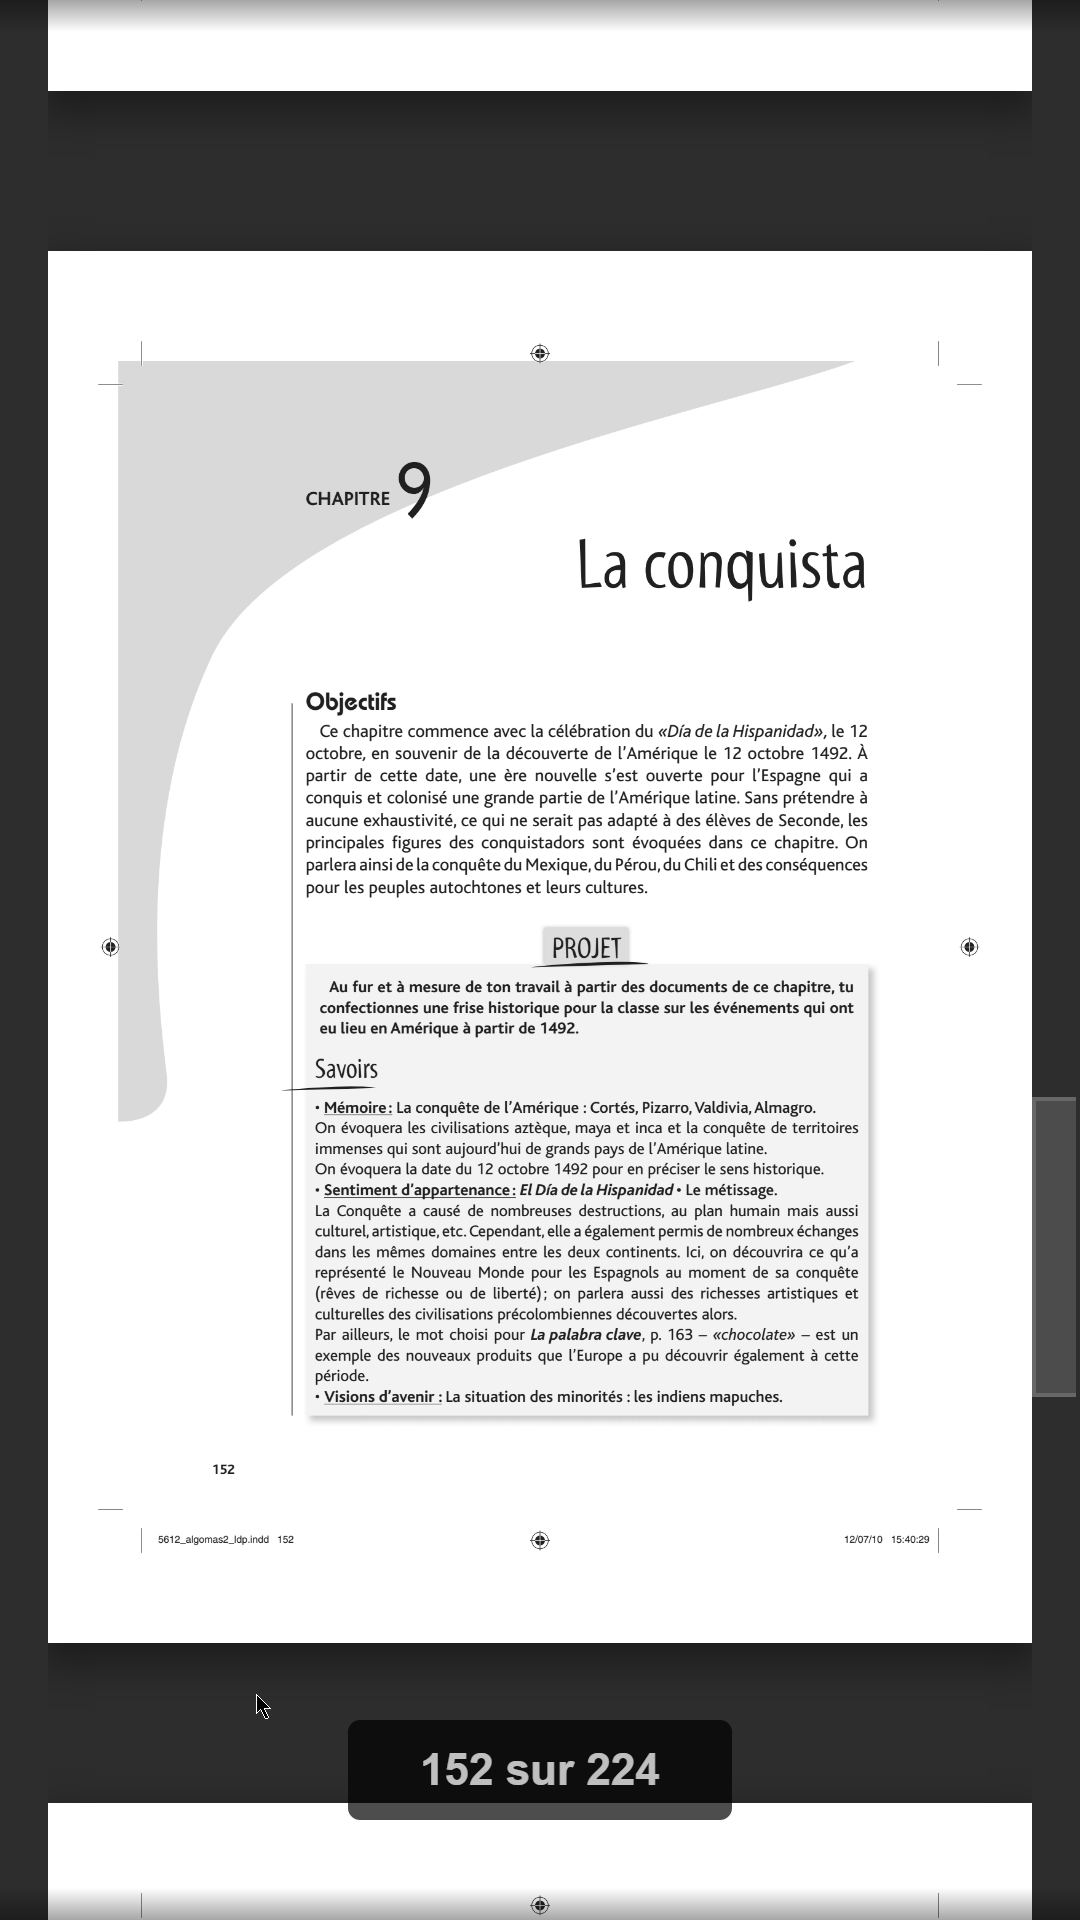 CHAPITRE 9
La conquista
Objectifs
Ce chapitre commence avec la célébration du «Día de la Hispanidad», le 12
octobre, en souvenir de la découverte de l'Amérique le 12 octobre 1492. À
partir de cette date, une ère nouvelle s'est ouverte pour l'Espagne qui a
conquis et colonisé une grande partie de l'Amérique latine. Sans prétendre à
aucune exhaustivité, ce qui ne serait pas adapté à des élèves de Seconde, les
principales figures des conquistadors sont évoquées dans ce chapitre. On
parlera ainsi de la conquête du Mexique, du Pérou, du Chili et des conséquences
pour les peuples autochtones et leurs cultures.
PROJET
Au fur et à mesure de ton travail à partir des documents de ce chapitre, tu
confectionnes une frise historique pour la classe sur les événements qui ont
eu lieu en Amérique à partir de 1492.
Savoirs
• Mémoire : La conquête de l'Amérique : Cortés, Pizarro, Valdivia, Almagro.
On évoquera les civilisations aztèque, maya et inca et la conquête de territoires
immenses qui sont aujourd'hui de grands pays de l'Amérique latine.
On évoquera la date du 12 octobre 1492 pour en préciser le sens historique.
• Sentiment d'appartenance : El Día de la Hispanidad • Le métissage.
La Conquête a causé de nombreuses destructions, au plan humain mais aussi
culturel, artistique, etc. Cependant, elle a également permis de nombreux échanges
dans les mêmes domaines entre les deux continents. Ici, on découvrira ce qu'a
représenté le Nouveau Monde pour les Espagnols au moment de sa conquête
(rêves de richesse ou de liberté) ; on parlera aussi des richesses artistiques et
culturelles des civilisations précolombiennes découvertes alors.
Par ailleurs, le mot choisi pour La palabra clave, p. 163 – «chocolate» – est un
exemple des nouveaux produits que l'Europe a pu découvrir également à cette
période.
• Visions d'avenir : La situation des minorités : les indiens mapuches.
152
5612_algomas2_ldp.indd 152
12/07/10 15:40:29
152 sur 224